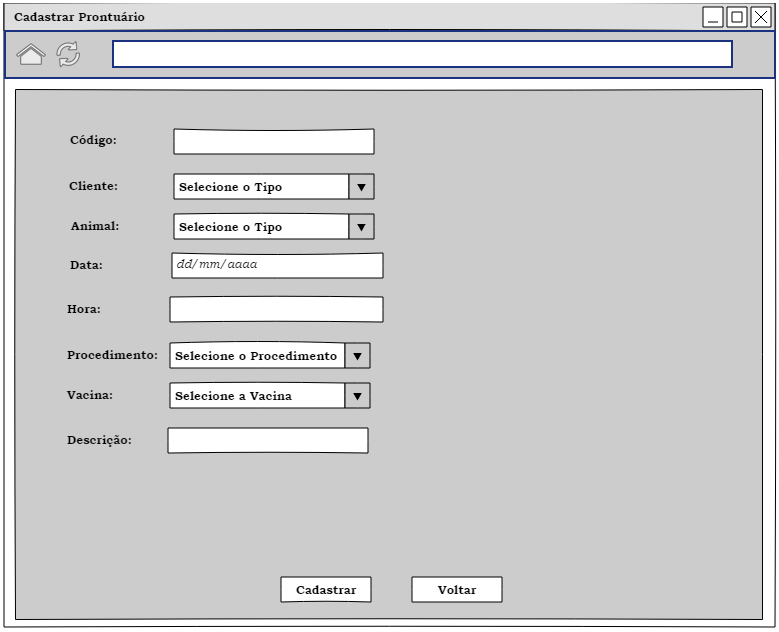 Cadastrar Prontuário
Código:
Cliente: Selecione o Tipo
Animal: Selecione o Tipo
Data: dd/mm/aaaa
Hora:
Procedimento: Selecione o Procedimento
Vacina: Selecione a Vacina
Descrição:
Cadastrar Voltar